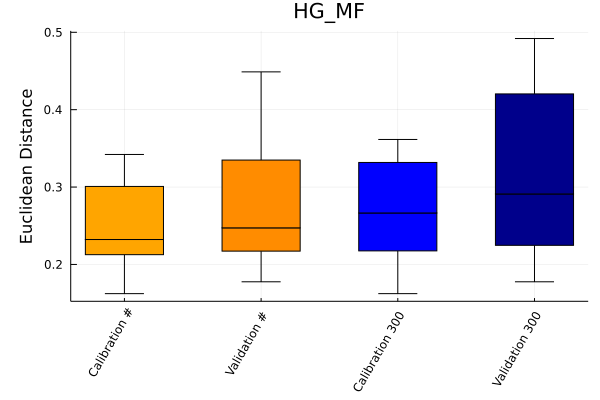 HG_MF
Euclidean Distance
0.5
0.4
0.3
0.2
Calibration #
Validation #
Calibration 300
Validation 300